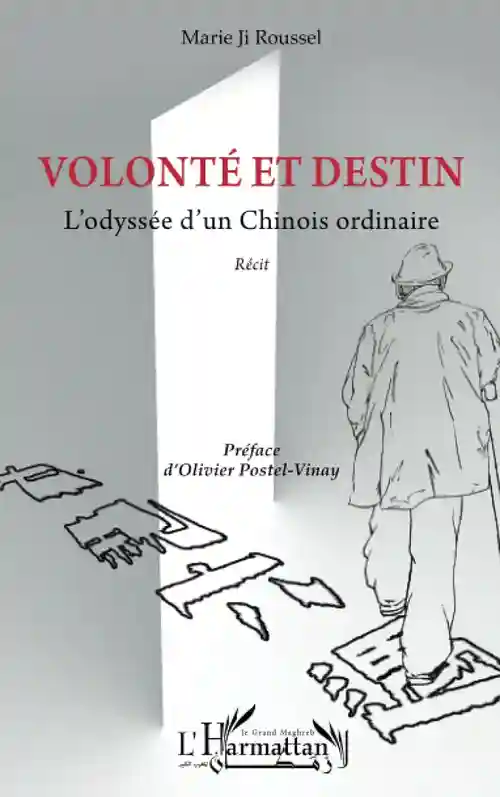 Marie Ji Roussel
VOLONTÉ ET DESTIN
L'odyssée d'un Chinois ordinaire
Récit
Préface
d'Olivier Postel-Vinay
le Grand Maghreb
L'Harmattan